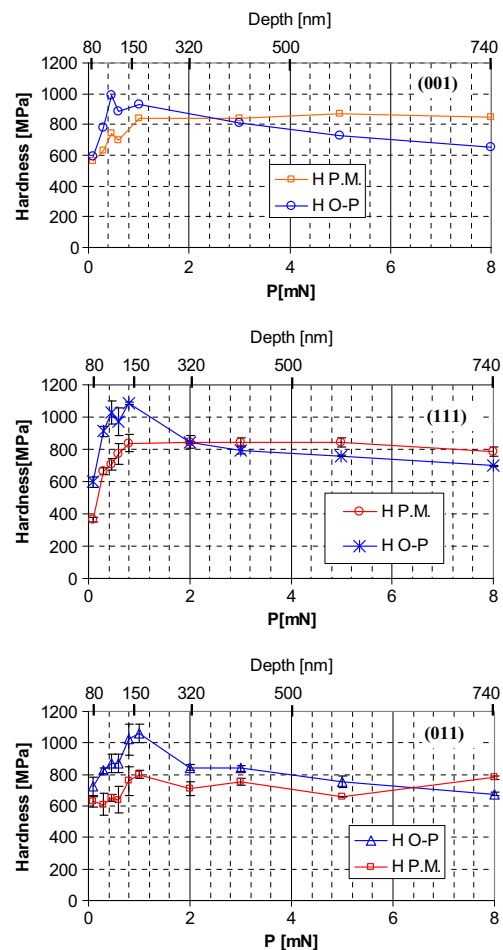 Depth [nm]
80 150 320 500 740
1200
1000
800
600
400
200
0
Hardness [MPa]
(001)
H P.M.
H O-P
0 2 4 6 8
P[mN]
Depth [nm]
80 150 320 500 740
1200
1000
800
600
400
200
0
Hardness[MPa]
(111)
H P.M.
H O-P
0 2 4 6 8
P[mN]
Depth [nm]
80 150 320 500 740
1200
1000
800
600
400
200
0
Hardness [MPa]
(011)
H O-P
H P.M.
0 2 4 6 8
P [mN]